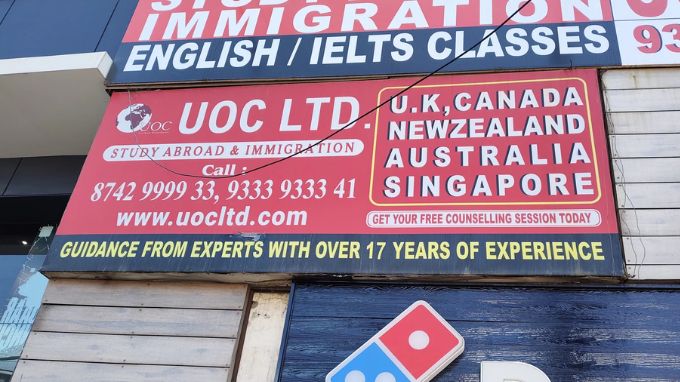 IMMIGRATION
ENGLISH / IELTS CLASSES
93
UOC
UOC LTD.
STUDY ABROAD & IMMIGRATION
Call :
8742 9999 33, 9333 9333 41
www.uocltd.com
U.K, CANADA
NEWZEALAND
AUSTRALIA
SINGAPORE
GET YOUR FREE COUNSELLING SESSION TODAY
GUIDANCE FROM EXPERTS WITH OVER 17 YEARS OF EXPERIENCE